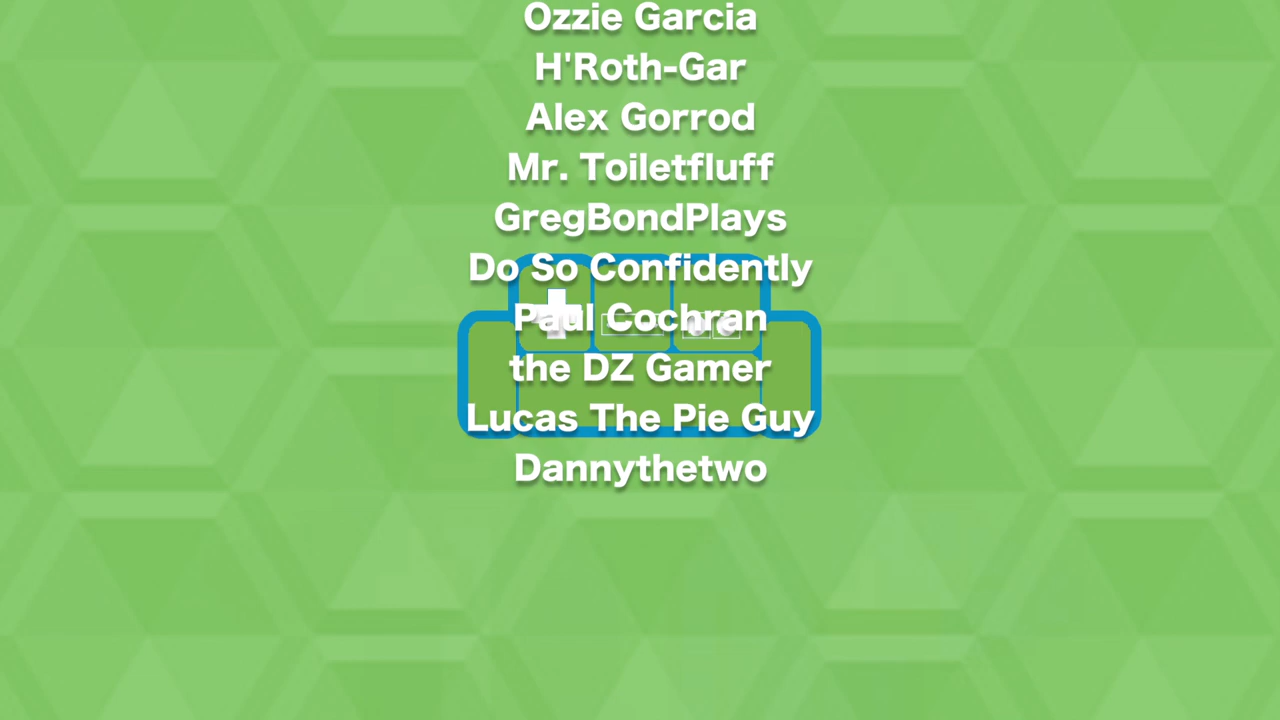 Ozzie Garcia
H'Roth-Gar
Alex Gorrod
Mr. Toiletfluff
GregBondPlays
Do So Confidently
Paul Cochran
the DZ Gamer
Lucas The Pie Guy
Dannythetwo